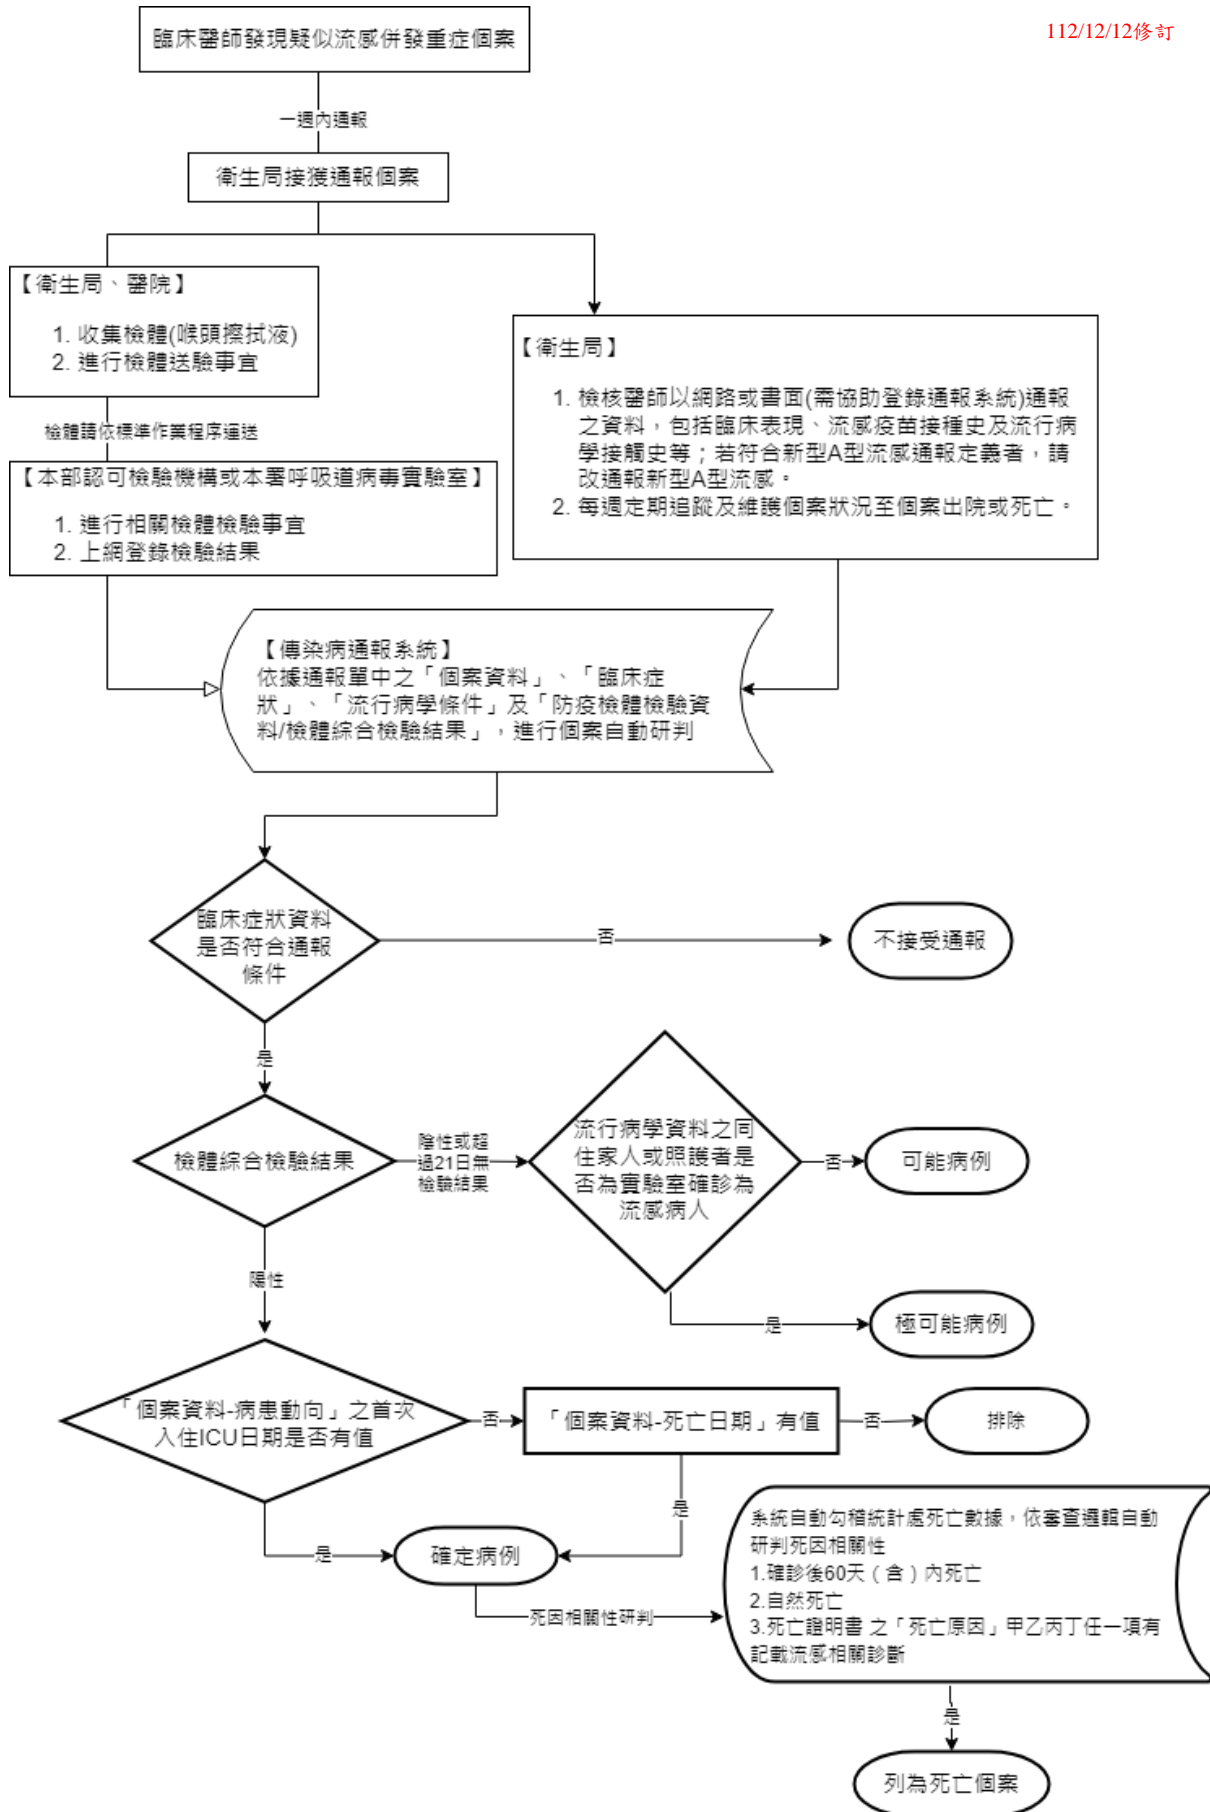 112/12/12修訂
臨床醫師發現疑似流感併發重症個案
一週內通報
衛生局接獲通報個案
【衛生局、醫院】
1. 收集檢體(喉頭擦拭液)
2. 進行檢體送驗事宜
檢體請依標準作業程序運送
【本部認可檢驗機構或本署呼吸道病毒實驗室】
1. 進行相關檢體檢驗事宜
2. 上網登錄檢驗結果
【衛生局】
1. 檢核醫師以網路或書面(需協助登錄通報系統)通報
之資料，包括臨床表現、流感疫苗接種史及流行病
學接觸史等；若符合新型A型流感通報定義者，請
改通報新型A型流感。
2. 每週定期追蹤及維護個案狀況至個案出院或死亡。
【傳染病通報系統】
依據通報單中之「個案資料」、「臨床症
狀」、「流行病學條件」及「防疫檢體檢驗資
料/檢體綜合檢驗結果」，進行個案自動研判
臨床症狀資料
是否符合通報
條件
否
不接受通報
是
檢體綜合檢驗結果
陰性或超
過21日無
檢驗結果
流行病學資料之同
住家人或照護者是
否為實驗室確診為
流感病人
否
可能病例
是
極可能病例
陽性
「個案資料-病患動向」之首次
入住ICU日期是否有值
否
「個案資料-死亡日期」有值
否
排除
是
是
確定病例
死因相關性研判
系統自動勾稽統計處死亡數據，依審查邏輯自動
研判死因相關性
1.確診後60天（含）內死亡
2.自然死亡
3.死亡證明書 之「死亡原因」甲乙丙丁任一項有
記載流感相關診斷
是
列為死亡個案